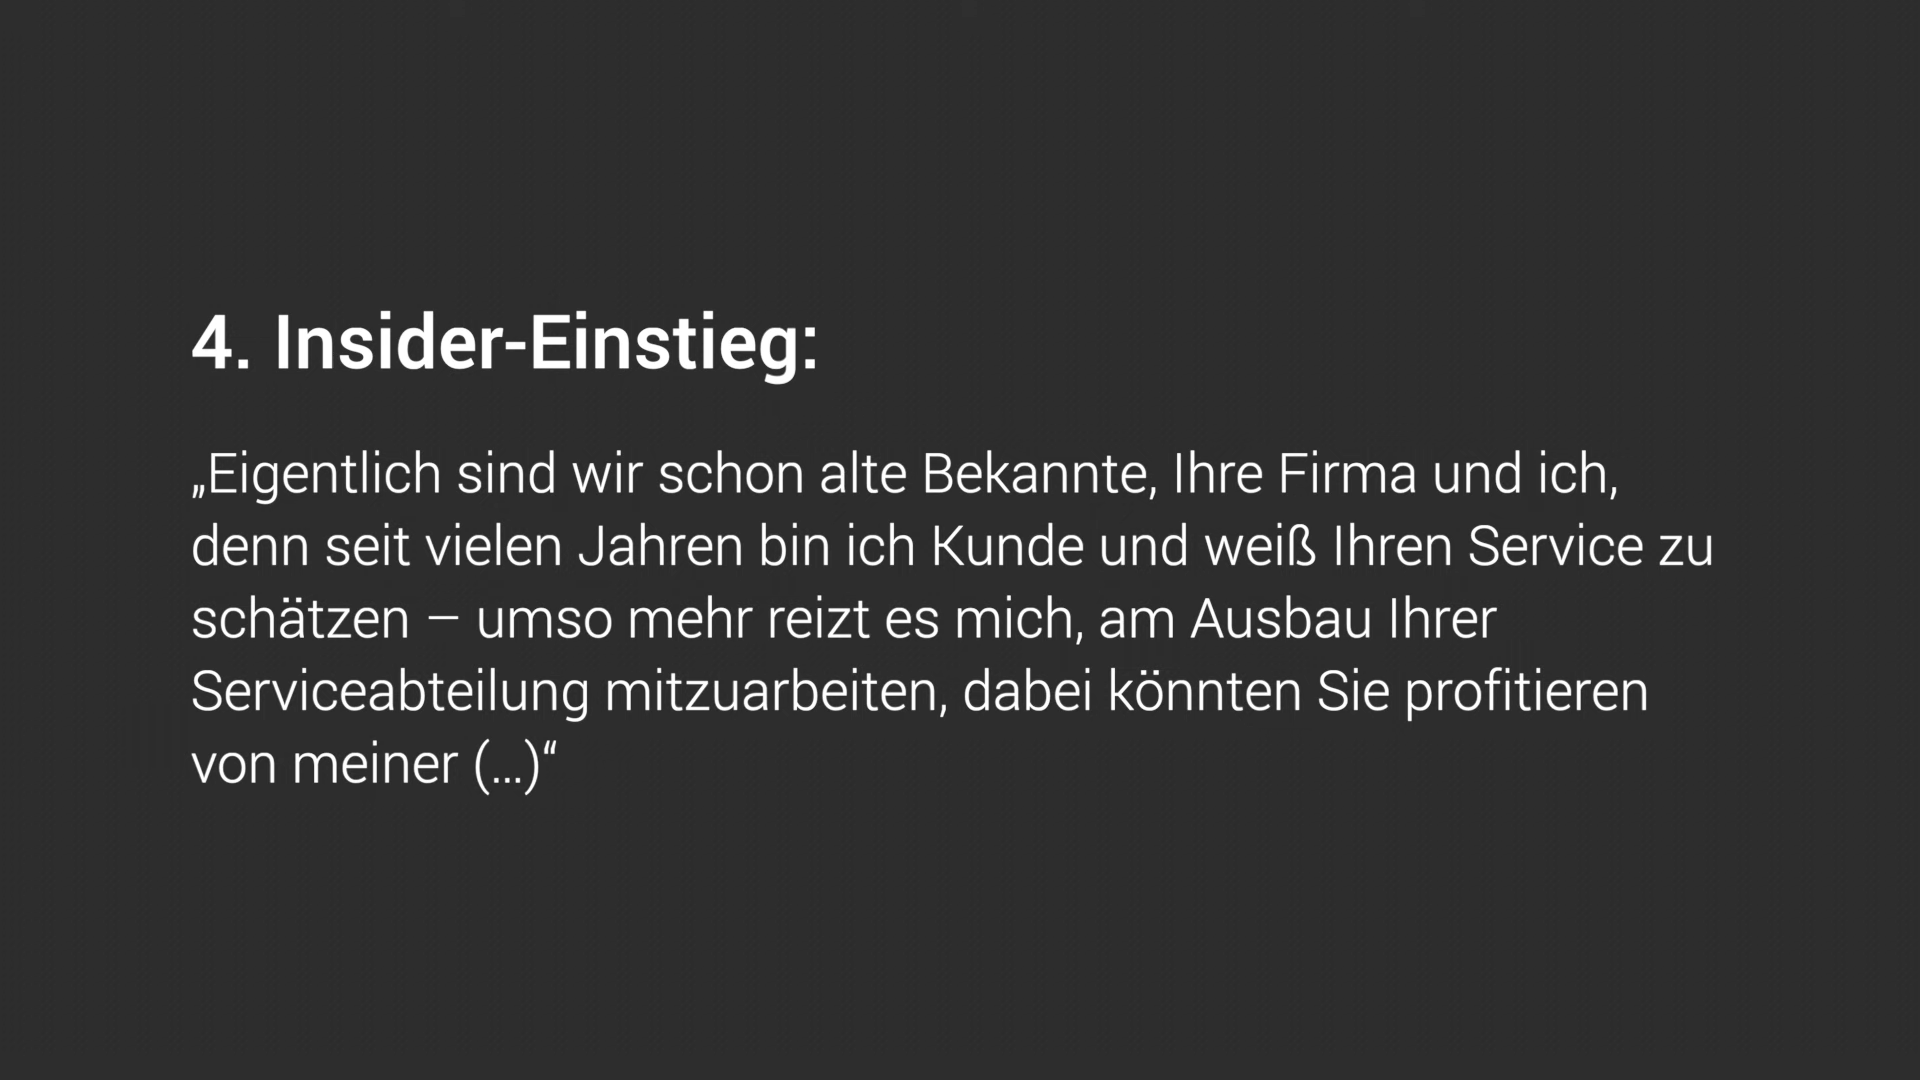 4. Insider-Einstieg:
„Eigentlich sind wir schon alte Bekannte, Ihre Firma und ich,
denn seit vielen Jahren bin ich Kunde und weiß Ihren Service zu
schätzen – umso mehr reizt es mich, am Ausbau Ihrer
Serviceabteilung mitzuarbeiten, dabei könnten Sie profitieren
von meiner (...)“